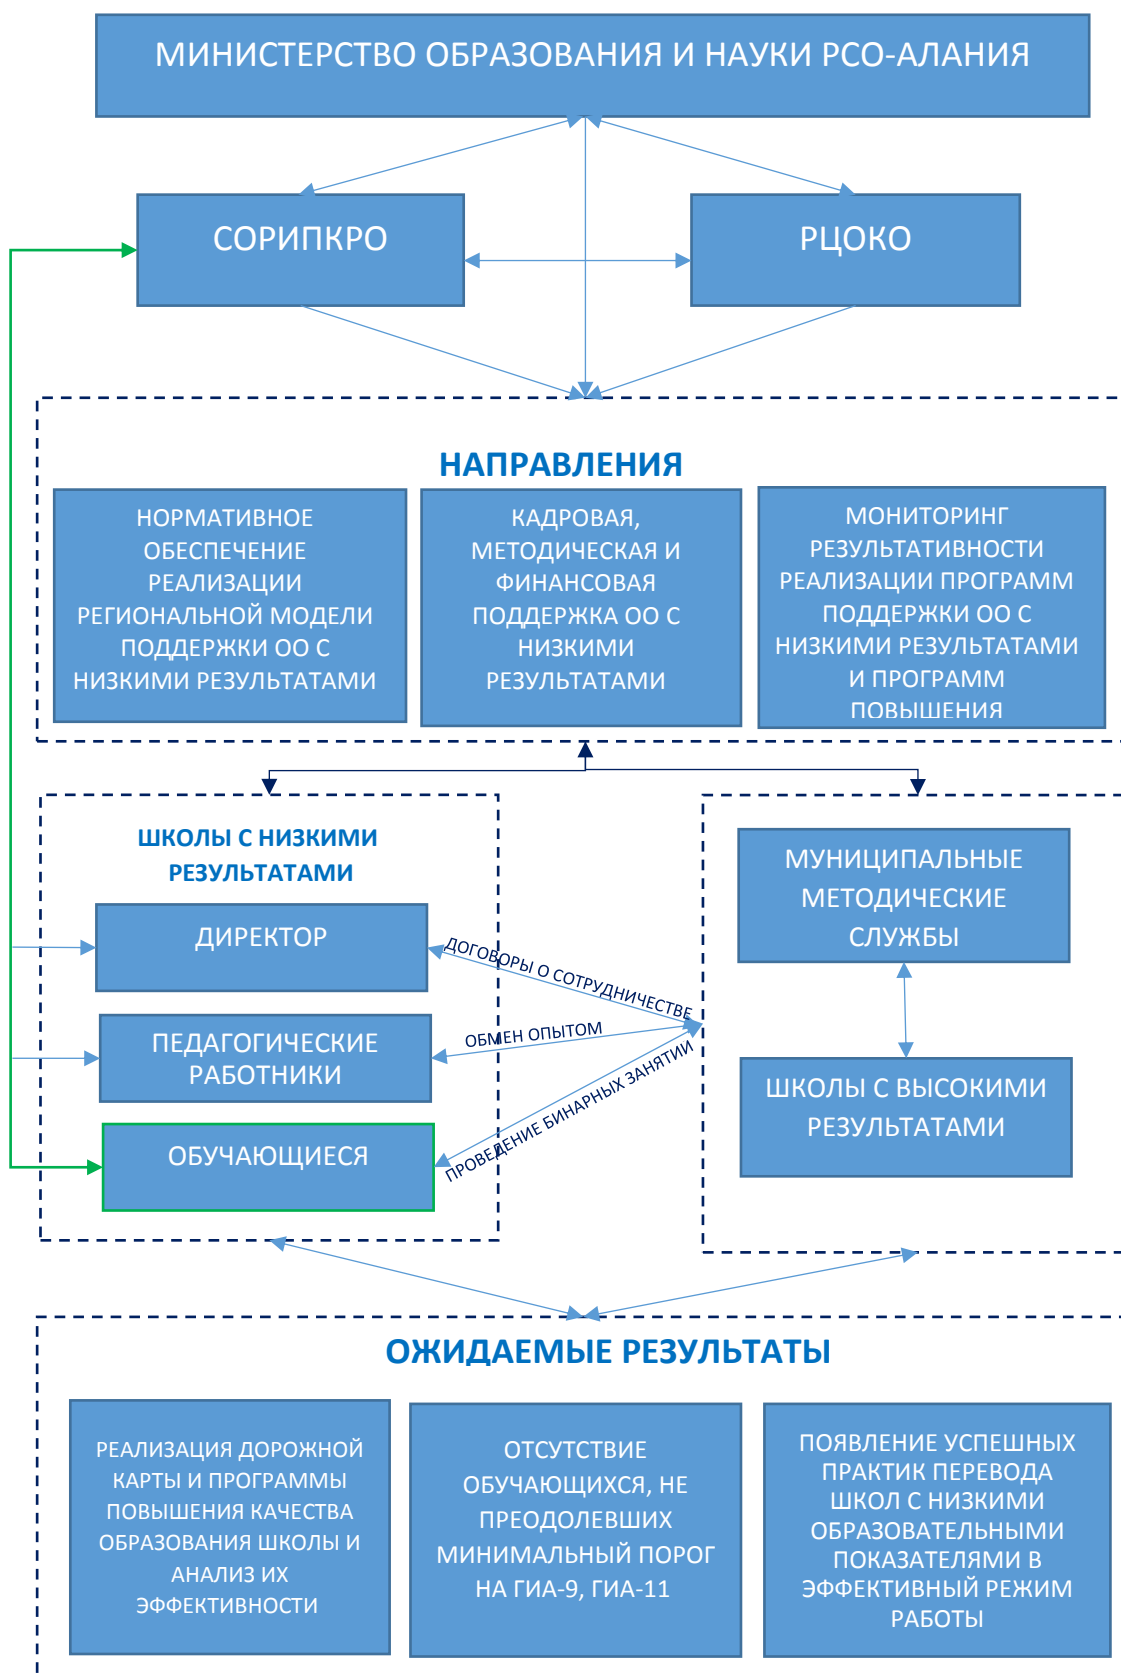 МИНИСТЕРСТВО ОБРАЗОВАНИЯ И НАУКИ РСО-АЛАНИЯ
СОРИПКРО
РЦОКО
НАПРАВЛЕНИЯ
НОРМАТИВНОЕ
ОБЕСПЕЧЕНИЕ
РЕАЛИЗАЦИИ
РЕГИОНАЛЬНОЙ МОДЕЛИ
ПОДДЕРЖКИ ОО С
НИЗКИМИ РЕЗУЛЬТАТАМИ
КАДРОВАЯ,
МЕТОДИЧЕСКАЯ И
ФИНАНСОВАЯ
ПОДДЕРЖКА ОО С
НИЗКИМИ
РЕЗУЛЬТАТАМИ
МОНИТОРИНГ
РЕЗУЛЬТАТИВНОСТИ
РЕАЛИЗАЦИИ ПРОГРАММ
ПОДДЕРЖКИ ОО С
НИЗКИМИ РЕЗУЛЬТАТАМИ
И ПРОГРАММ
ПОВЫШЕНИЯ
ШКОЛЫ С НИЗКИМИ
РЕЗУЛЬТАТАМИ
ДИРЕКТОР
ПЕДАГОГИЧЕСКИЕ
РАБОТНИКИ
ОБУЧАЮЩИЕСЯ
ДОГОВОРЫ О СОТРУДНИЧЕСТВЕ
ОБМЕН ОПЫТОМ
ПРОВЕДЕНИЕ БИНАРНЫХ ЗАНЯТИИ
МУНИЦИПАЛЬНЫЕ
МЕТОДИЧЕСКИЕ
СЛУЖБЫ
ШКОЛЫ С ВЫСОКИМИ
РЕЗУЛЬТАТАМИ
ОЖИДАЕМЫЕ РЕЗУЛЬТАТЫ
РЕАЛИЗАЦИЯ ДОРОЖНОЙ
КАРТЫ И ПРОГРАММЫ
ПОВЫШЕНИЯ КАЧЕСТВА
ОБРАЗОВАНИЯ ШКОЛЫ И
АНАЛИЗ ИХ
ЭФФЕКТИВНОСТИ
ОТСУТСТВИЕ
ОБУЧАЮЩИХСЯ, НЕ
ПРЕОДОЛЕВШИХ
МИНИМАЛЬНЫЙ ПОРОГ
НА ГИА-9, ГИА-11
ПОЯВЛЕНИЕ УСПЕШНЫХ
ПРАКТИК ПЕРЕВОДА
ШКОЛ С НИЗКИМИ
ОБРАЗОВАТЕЛЬНЫМИ
ПОКАЗАТЕЛЯМИ В
ЭФФЕКТИВНЫЙ РЕЖИМ
РАБОТЫ